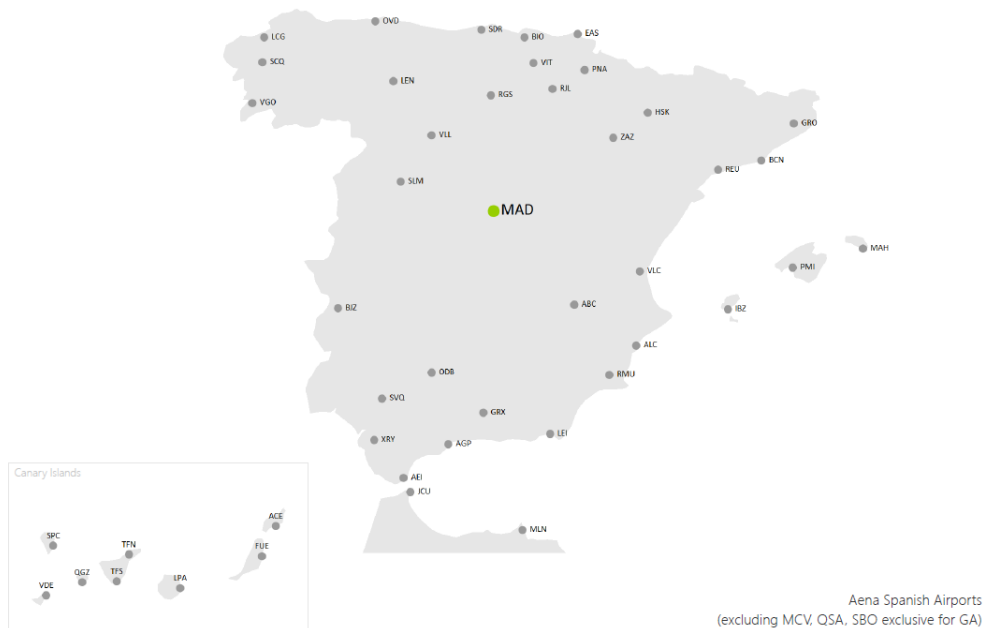 OVD
SDR
LCG
BIO
EAS
SCQ
VIT
PNA
LEN
RJL
RGS
VGO
HSK
GRO
VLL
ZAZ
BCN
REU
SLM
MAD
MAH
PMI
VLC
ABC
BJZ
IBZ
ALC
ODB
RMU
SVQ
GRX
LEI
XRY
AGP
Canary Islands
AEI
JCU
ACE
MLN
SPC
TFN
FUE
QGZ
TFS
LPA
VDE
Aena Spanish Airports
(excluding MCV, QSA, SBO exclusive for GA)